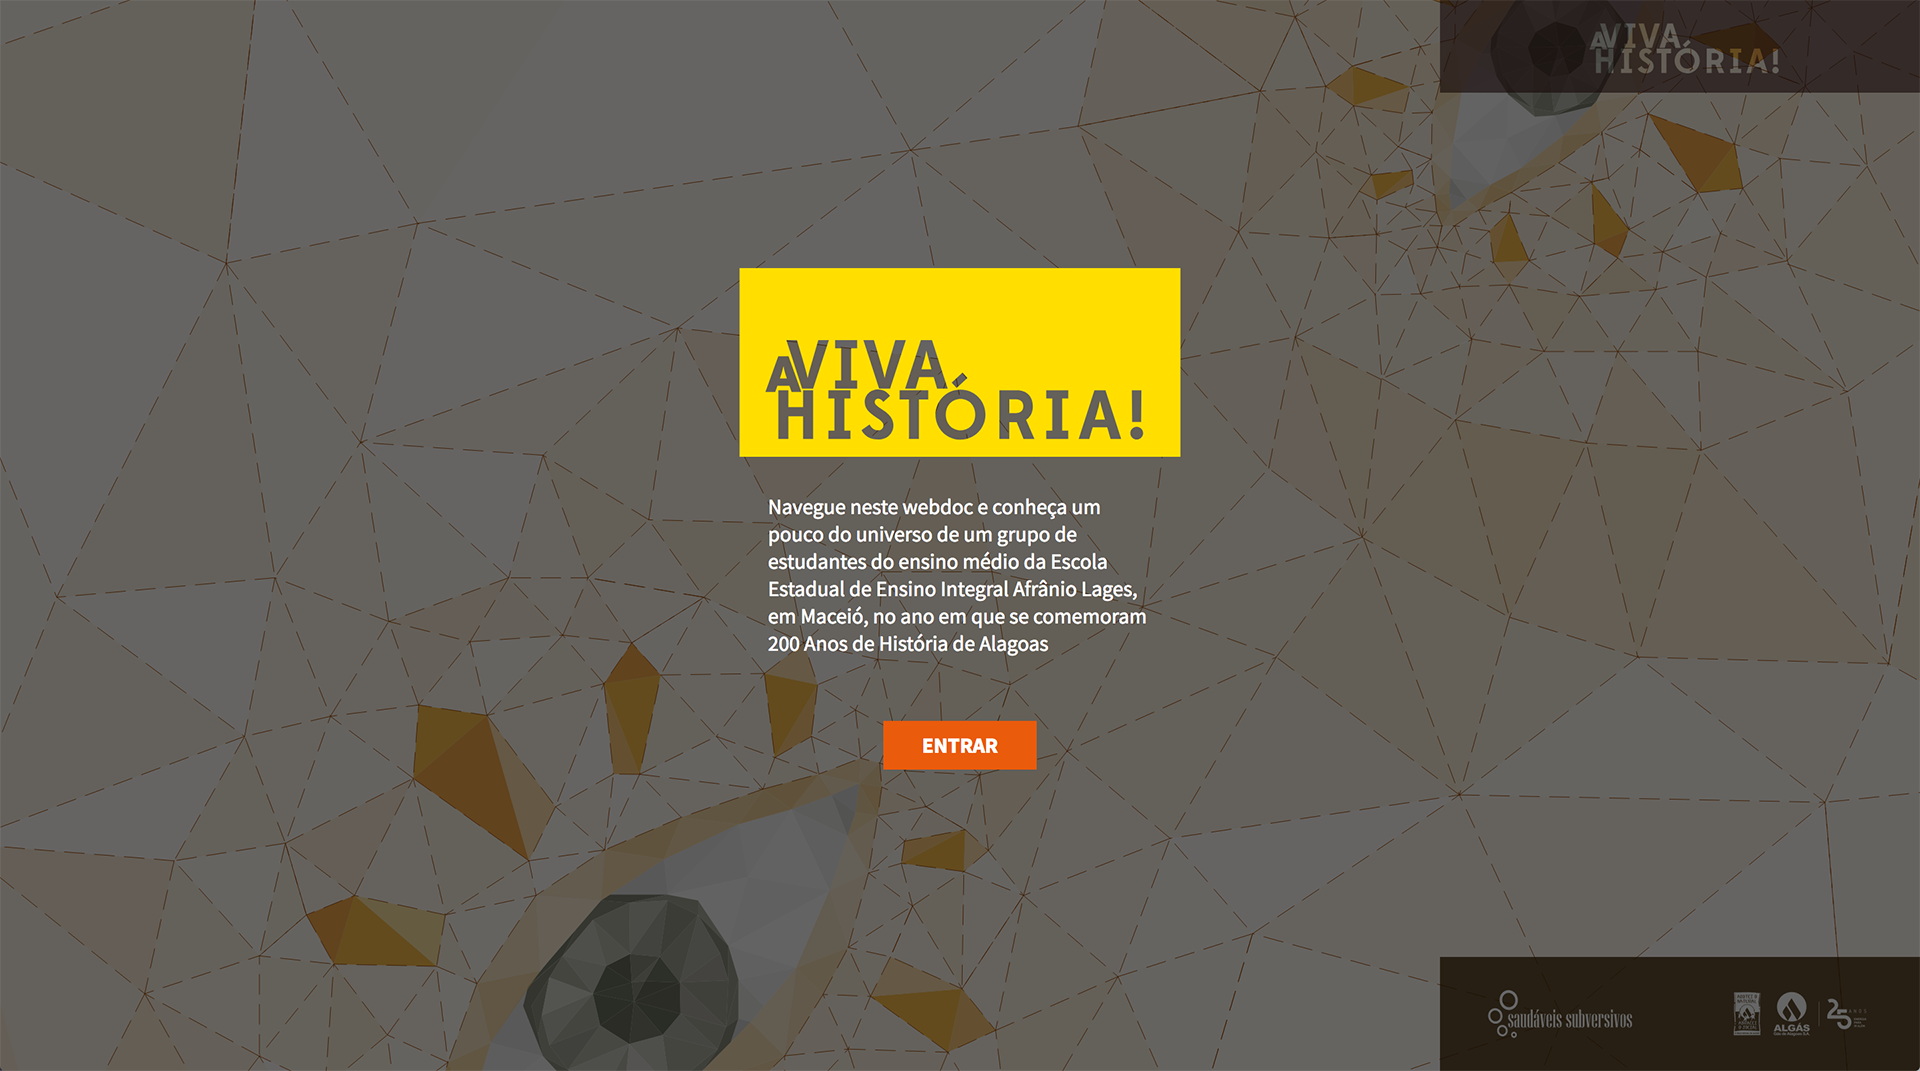 A VIVA
HISTÓRIA!
A VIVA
HISTÓRIA!
Navegue neste webdoc e conheça um
pouco do universo de um grupo de
estudantes do ensino médio da Escola
Estadual de Ensino Integral Afrânio Lages,
em Maceió, no ano em que se comemoram
200 Anos de História de Alagoas
ENTRAR
saudáveis subversivos
ALGÁS
25